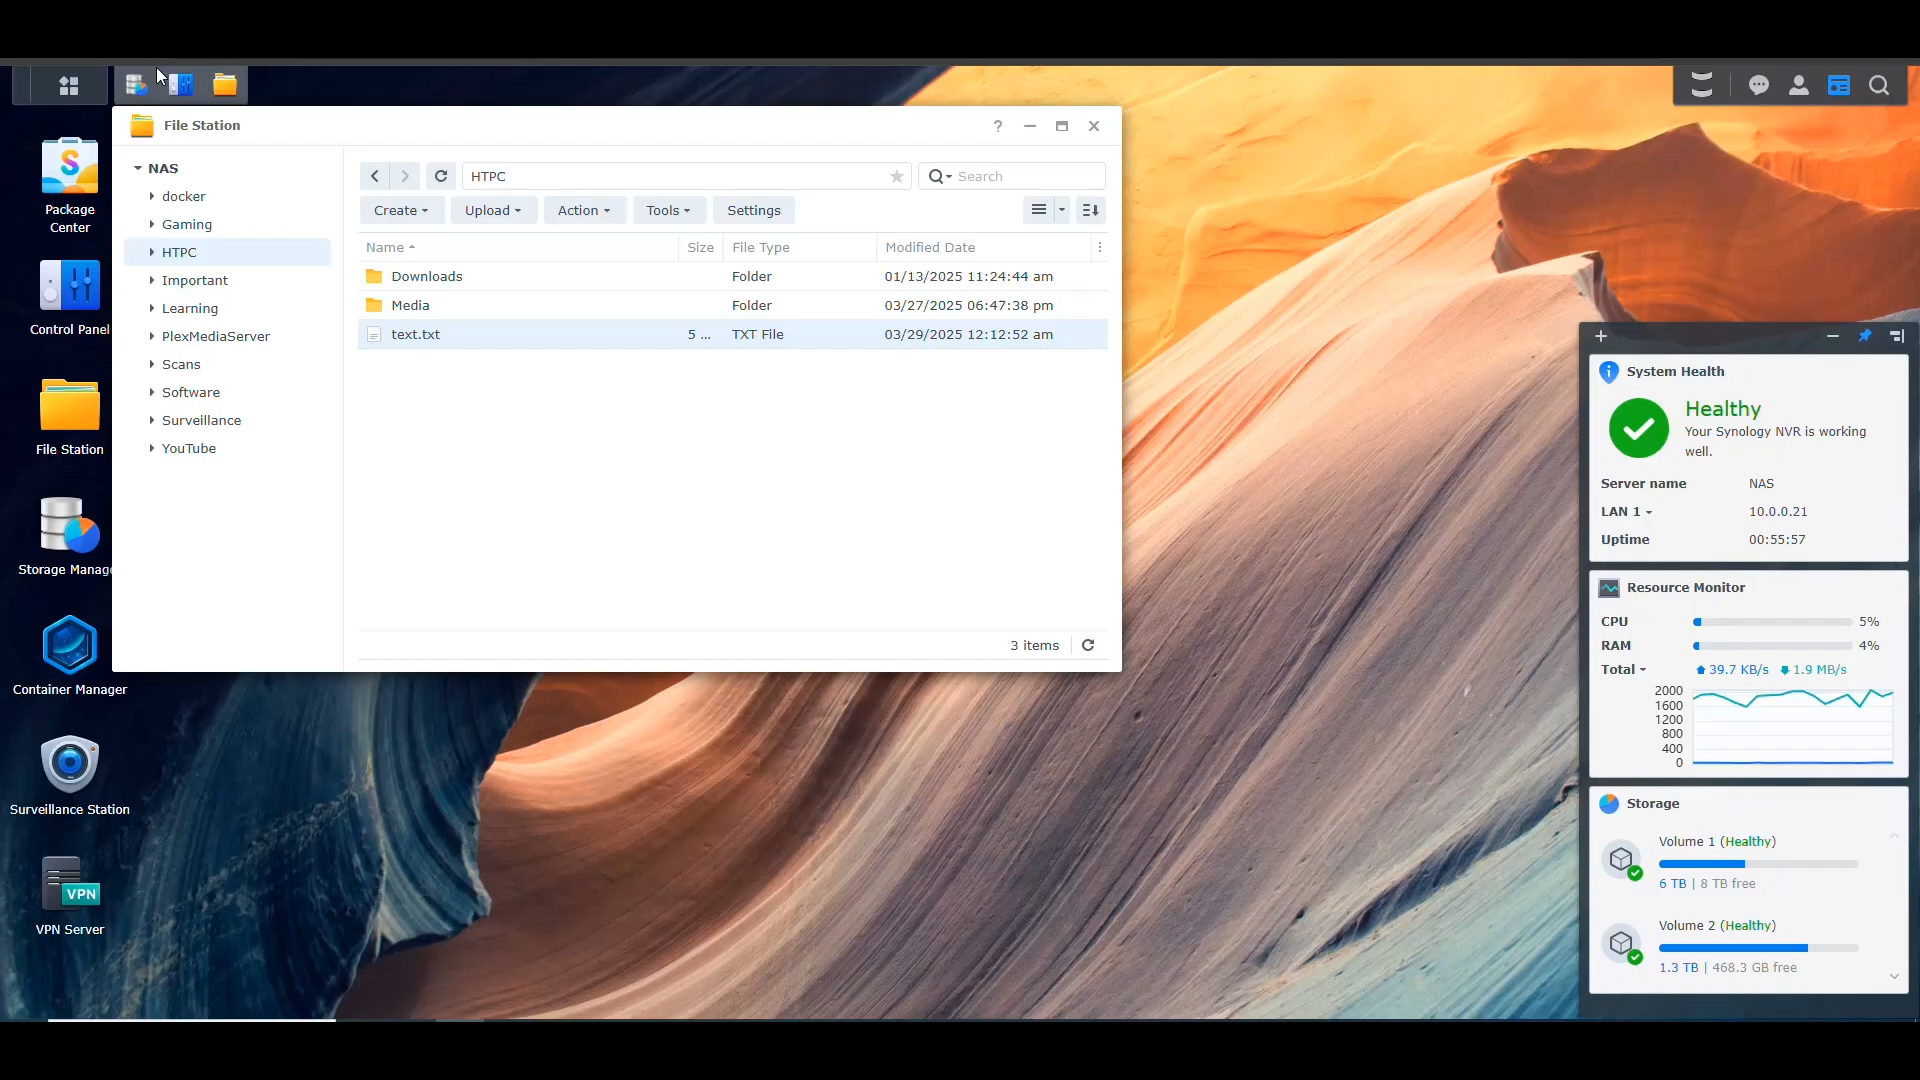 File Station
?
NAS
docker
Gaming
HTPC
Important
Learning
PlexMediaServer
Scans
Software
Surveillance
YouTube
HTPC
Search
Create
Upload
Action
Tools
Settings
Name
Size
File Type
Modified Date
Downloads
Folder
01/13/2025 11:24:44 am
Media
Folder
03/27/2025 06:47:38 pm
text.txt
5 ...
TXT File
03/29/2025 12:12:52 am
3 items
S
Package
Center
Control Panel
File Station
Storage Manag
Container Manager
Surveillance Station
VPN
VPN Server
System Health
Healthy
Your Synology NVR is working
well.
Server name
NAS
LAN 1
10.0.0.21
Uptime
00:55:57
Resource Monitor
CPU
5%
RAM
4%
Total
39.7 KB/s
1.9 MB/s
2000
1600
1200
800
400
0
Storage
Volume 1 (Healthy)
6 TB | 8 TB free
Volume 2 (Healthy)
1.3 TB | 468.3 GB free